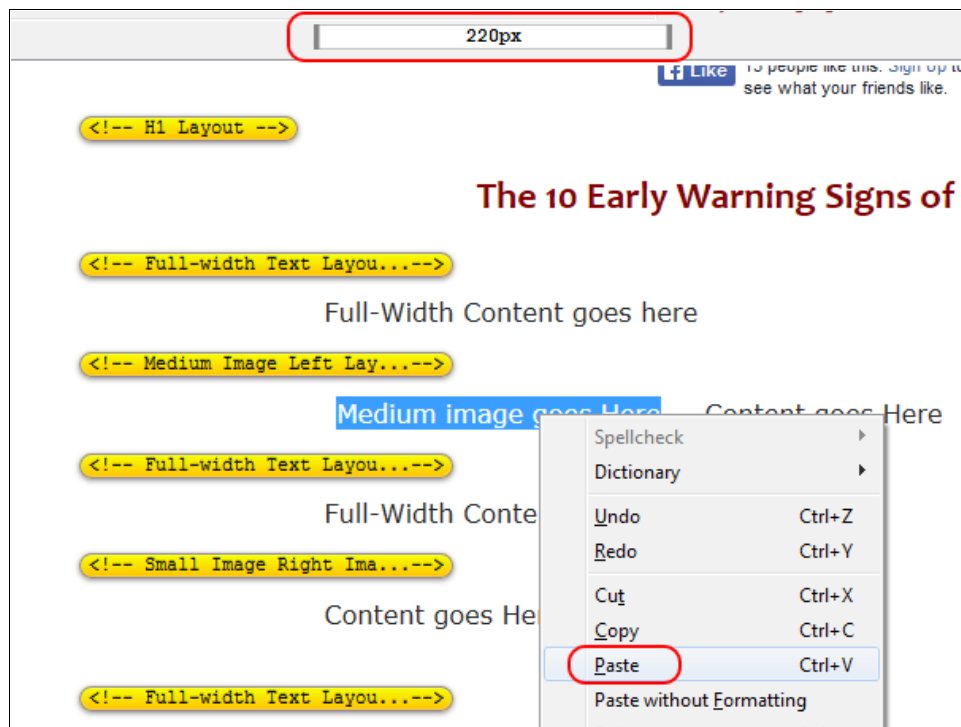 220px
Like 15 people like this. Sign Up to
see what your friends like.
<!-- H1 Layout -->
The 10 Early Warning Signs of
<!-- Full-width Text Layou...-->
Full-Width Content goes here
<!-- Medium Image Left Lay...-->
Medium image goes Here Content goes Here
<!-- Full-width Text Layou...-->
Full-Width Conte
<!-- Small Image Right Ima...-->
Content goes He
<!-- Full-width Text Layou...-->
Spellcheck
Dictionary
Undo Ctrl+Z
Redo Ctrl+Y
Cut Ctrl+X
Copy Ctrl+C
Paste Ctrl+V
Paste without Formatting